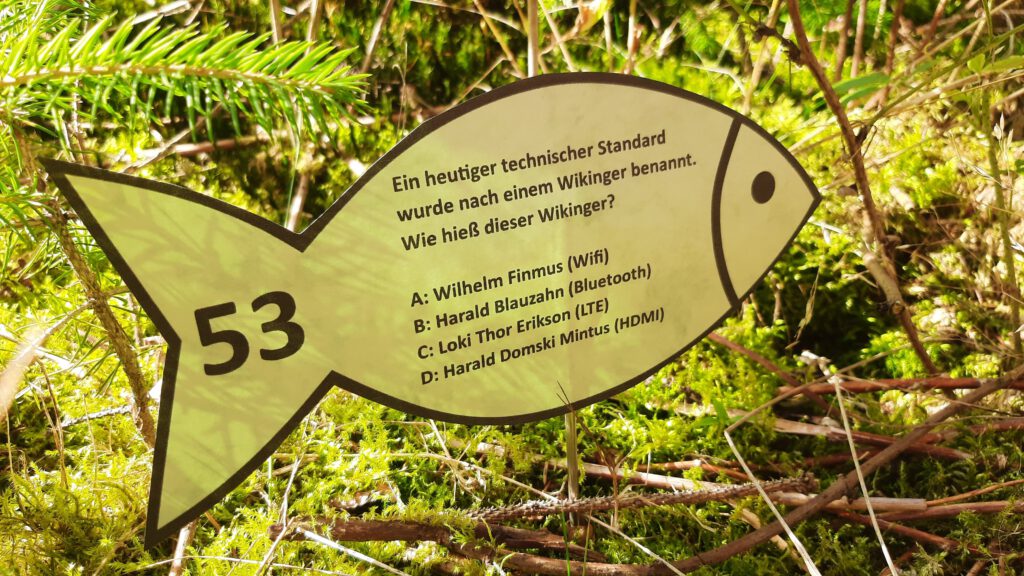 Ein heutiger technischer Standard
wurde nach einem Wikinger benannt.
Wie hieß dieser Wikinger?
A: Wilhelm Finmus (Wifi)
B: Harald Blauzahn (Bluetooth)
C: Loki Thor Erikson (LTE)
D: Harald Domski Mintus (HDMI)
53